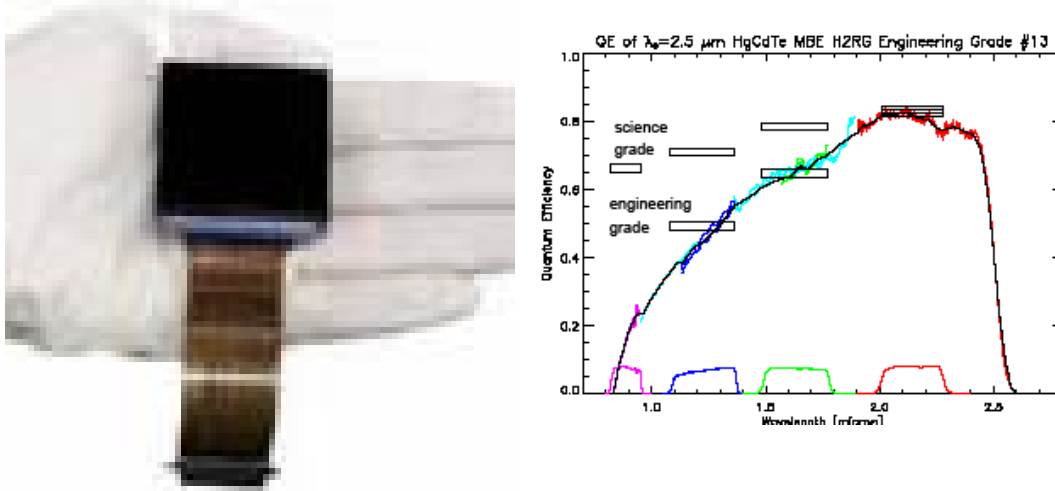 QE of λc=2.5 μm HgCdTe MBE H2RG Engineering Grade #13
1.0
science
0.8
grade
0.6
engineering
grade
0.4
0.2
0.0
Quantum Efficiency
1.0 1.5 2.0 2.5